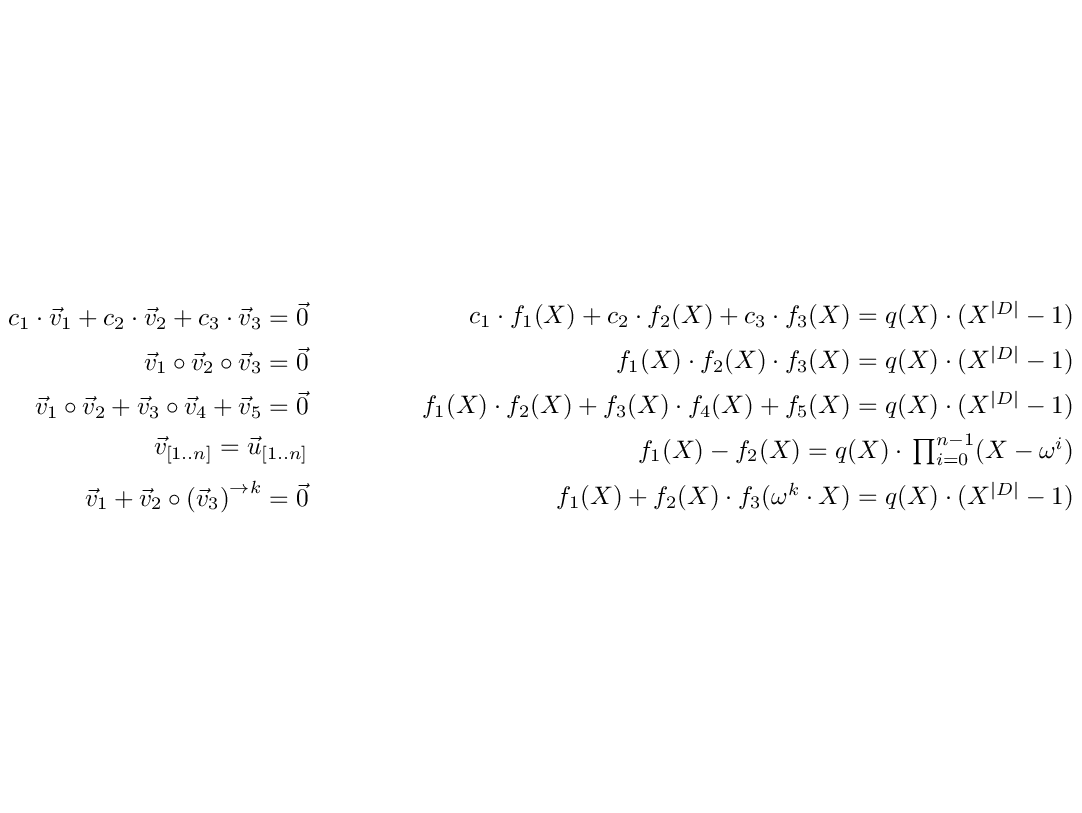 $c_1 \cdot \vec{v}_1 + c_2 \cdot \vec{v}_2 + c_3 \cdot \vec{v}_3 = \vec{0}$ $c_1 \cdot f_1(X) + c_2 \cdot f_2(X) + c_3 \cdot f_3(X) = q(X) \cdot (X^{|D|} - 1)$
$\vec{v}_1 \circ \vec{v}_2 \circ \vec{v}_3 = \vec{0}$ $f_1(X) \cdot f_2(X) \cdot f_3(X) = q(X) \cdot (X^{|D|} - 1)$
$\vec{v}_1 \circ \vec{v}_2 + \vec{v}_3 \circ \vec{v}_4 + \vec{v}_5 = \vec{0}$ $f_1(X) \cdot f_2(X) + f_3(X) \cdot f_4(X) + f_5(X) = q(X) \cdot (X^{|D|} - 1)$
$\vec{v}_{[1..n]} = \vec{u}_{[1..n]}$ $f_1(X) - f_2(X) = q(X) \cdot \prod_{i=0}^{n-1}(X - \omega^i)$
$\vec{v}_1 + \vec{v}_2 \circ (\vec{v}_3)^{\to k} = \vec{0}$ $f_1(X) + f_2(X) \cdot f_3(\omega^k \cdot X) = q(X) \cdot (X^{|D|} - 1)$